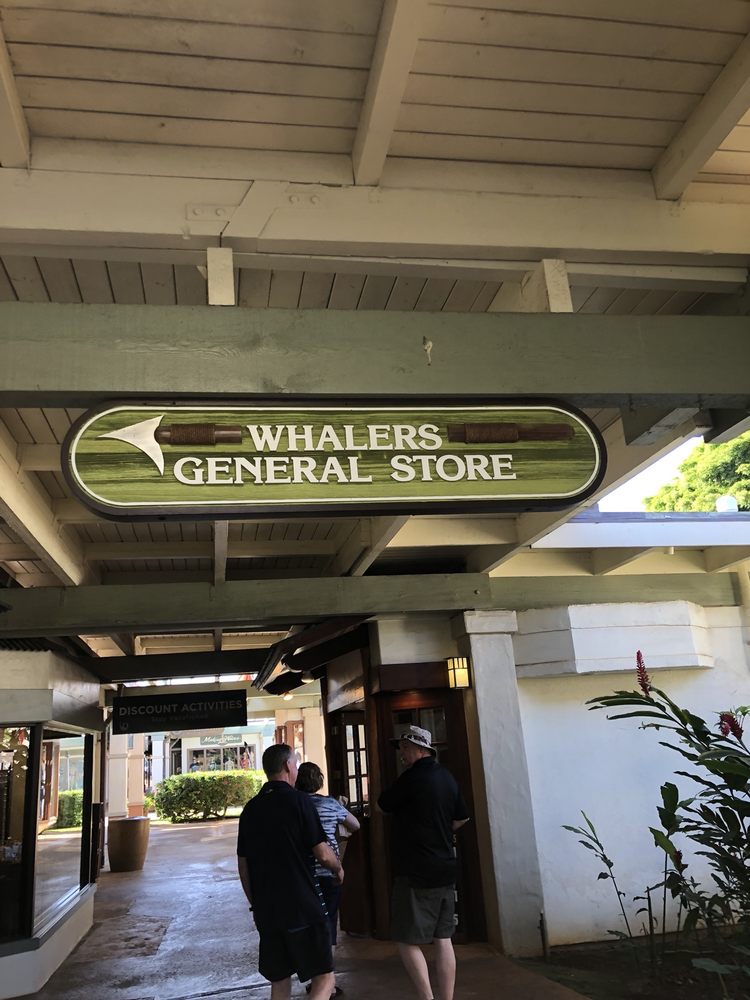 WHALERS
GENERAL STORE
DISCOUNT ACTIVITIES